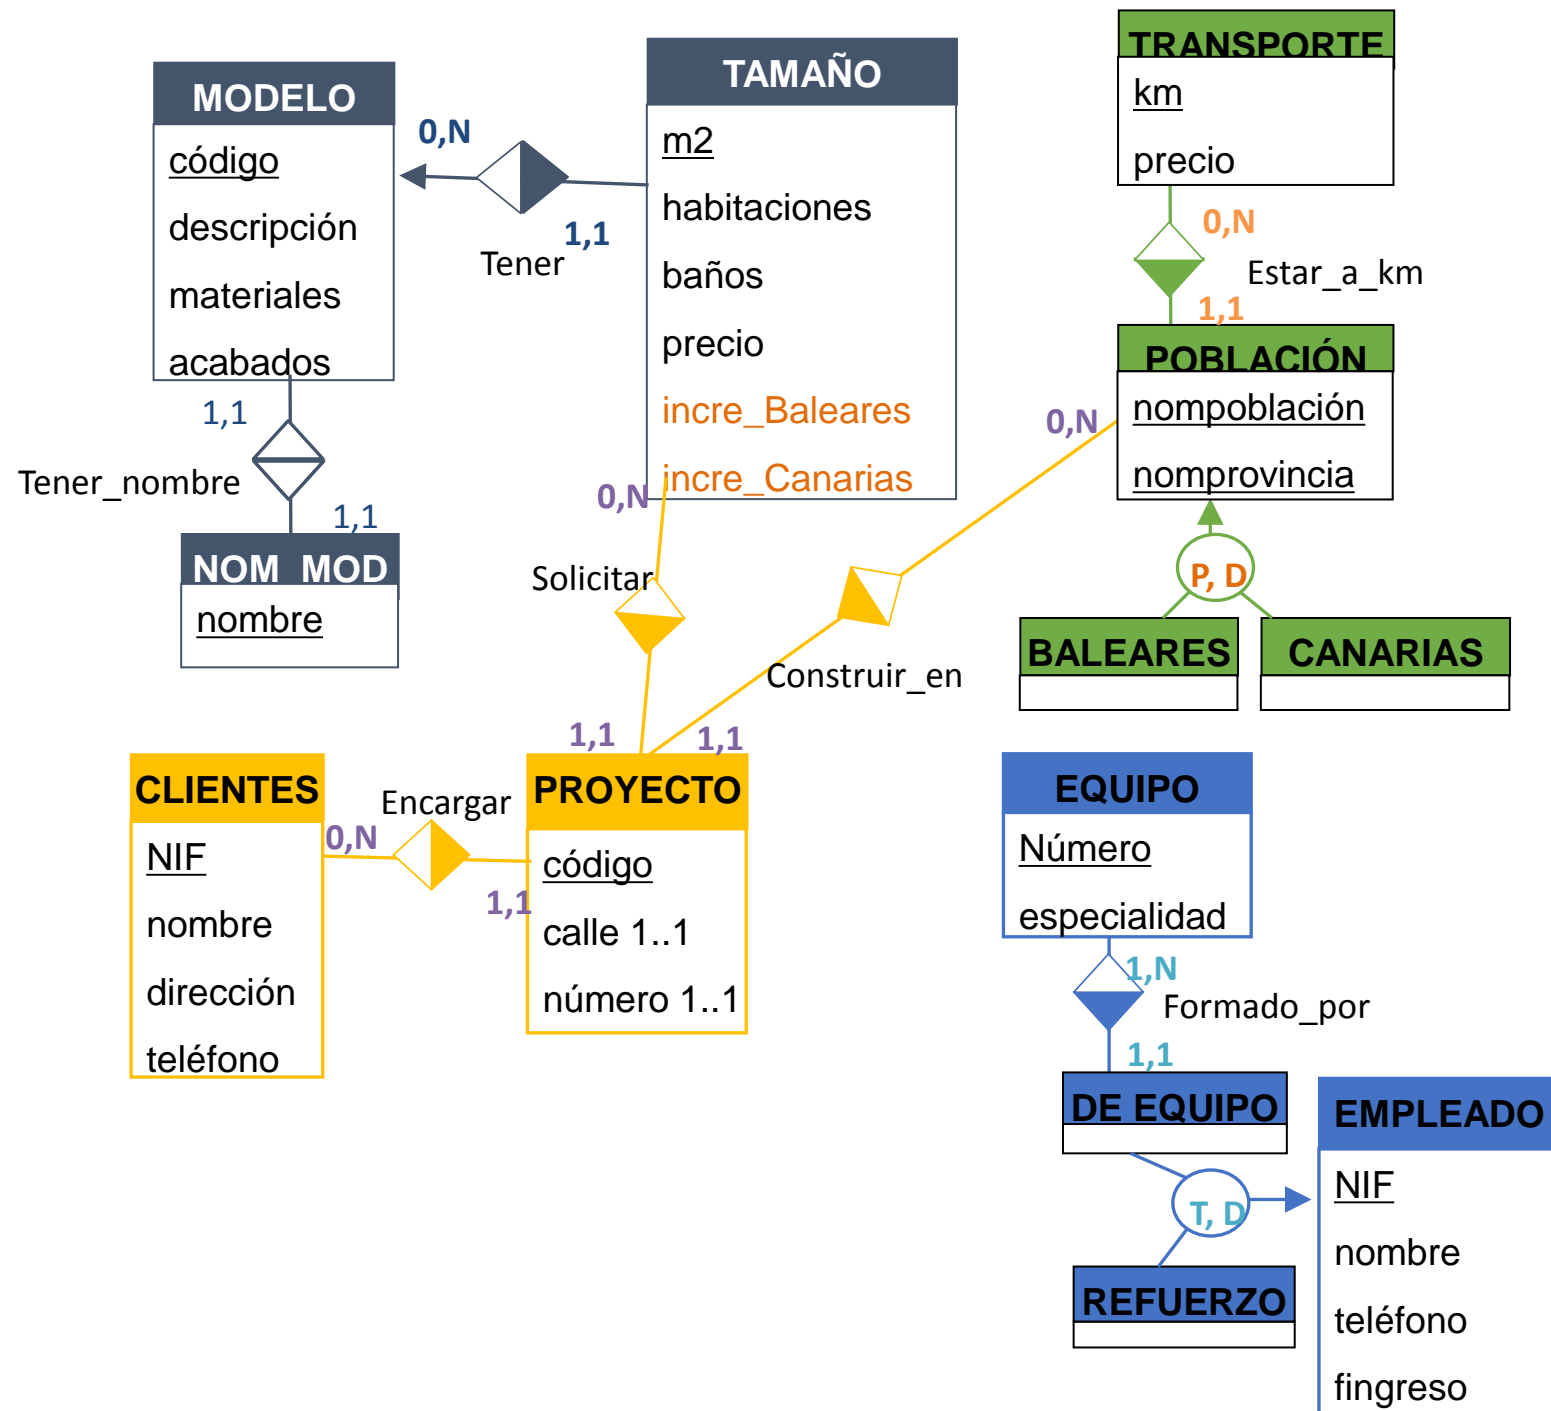 TRANSPORTE
km
precio
0,N
Estar_a_km
1,1
MODELO
código
descripción
materiales
acabados
0,N
1,1
Tener
TAMAÑO
m2
habitaciones
baños
precio
incre_Baleares
incre_Canarias
1,1
Tener_nombre
1,1
NOM_MOD
nombre
POBLACIÓN
nompoblación
nomprovincia
P, D
BALEARES
CANARIAS
0,N
0,N
Solicitar
Construir_en
1,1
1,1
CLIENTES
NIF
nombre
dirección
teléfono
Encargar
0,N
1,1
PROYECTO
código
calle 1..1
número 1..1
EQUIPO
Número
especialidad
1,N
Formado_por
1,1
DE EQUIPO
T, D
REFUERZO
EMPLEADO
NIF
nombre
teléfono
fingreso